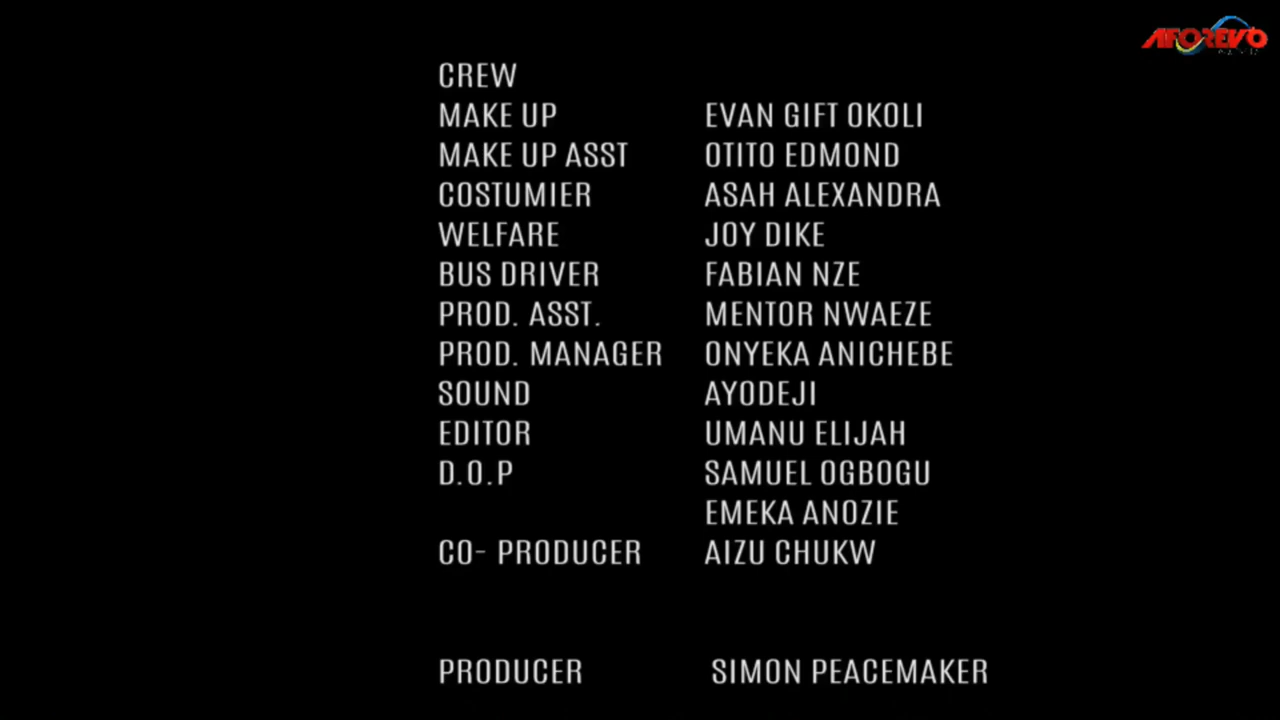 AFOREVO
CREW
MAKE UP EVAN GIFT OKOLI
MAKE UP ASST OTITO EDMOND
COSTUMIER ASAH ALEXANDRA
WELFARE JOY DIKE
BUS DRIVER FABIAN NZE
PROD. ASST. MENTOR NWAEZE
PROD. MANAGER ONYEKA ANICHEBE
SOUND AYODEJI
EDITOR UMANU ELIJAH
D.O.P SAMUEL OGBOGU
EMEKA ANOZIE
CO- PRODUCER AIZU CHUKW
PRODUCER SIMON PEACEMAKER